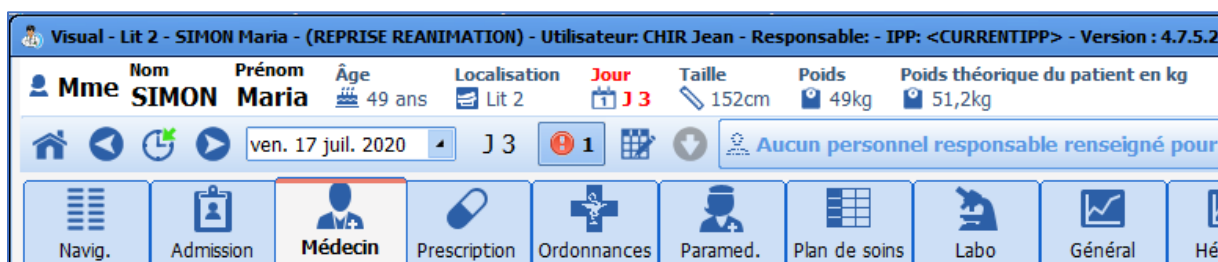 Visual - Lit 2 - SIMON Maria - (REPRISE REANIMATION) - Utilisateur: CHIR Jean - Responsable: - IPP: <CURRENTIPP> - Version : 4.7.5.2
Nom Prénom Âge Localisation Jour Taille Poids Poids théorique du patient en kg
Mme SIMON Maria 49 ans Lit 2 J 3 152cm 49kg 51,2kg
ven. 17 juil. 2020 J 3 1 Aucun personnel responsable renseigné pour
Navig. Admission Médecin Prescription Ordonnances Paramed. Plan de soins Labo Général Hé